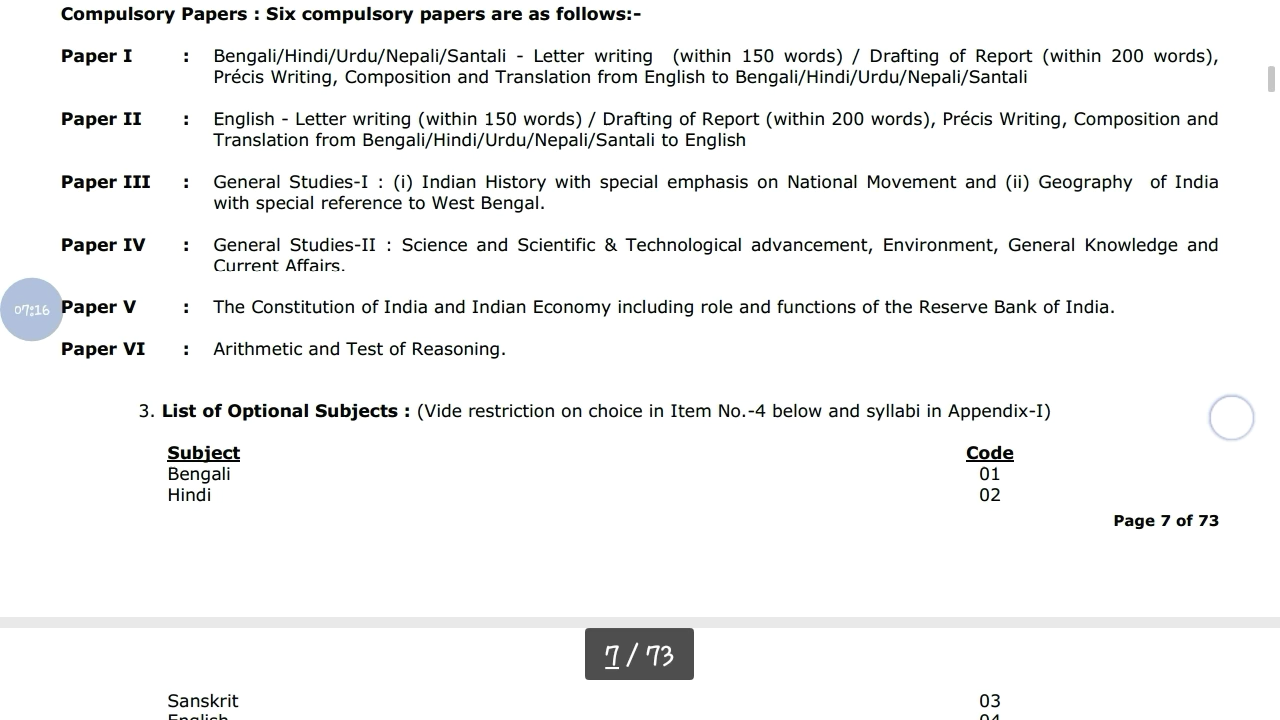 Compulsory Papers : Six compulsory papers are as follows:-
Paper I : Bengali/Hindi/Urdu/Nepali/Santali - Letter writing (within 150 words) / Drafting of Report (within 200 words),
Précis Writing, Composition and Translation from English to Bengali/Hindi/Urdu/Nepali/Santali
Paper II : English - Letter writing (within 150 words) / Drafting of Report (within 200 words), Précis Writing, Composition and
Translation from Bengali/Hindi/Urdu/Nepali/Santali to English
Paper III : General Studies-I : (i) Indian History with special emphasis on National Movement and (ii) Geography of India
with special reference to West Bengal.
Paper IV : General Studies-II : Science and Scientific & Technological advancement, Environment, General Knowledge and
Current Affairs.
07:16
Paper V : The Constitution of India and Indian Economy including role and functions of the Reserve Bank of India.
Paper VI : Arithmetic and Test of Reasoning.
3. List of Optional Subjects : (Vide restriction on choice in Item No.-4 below and syllabi in Appendix-I)
Subject Code
Bengali 01
Hindi 02
Page 7 of 73
7 / 73
Sanskrit 03
English 04